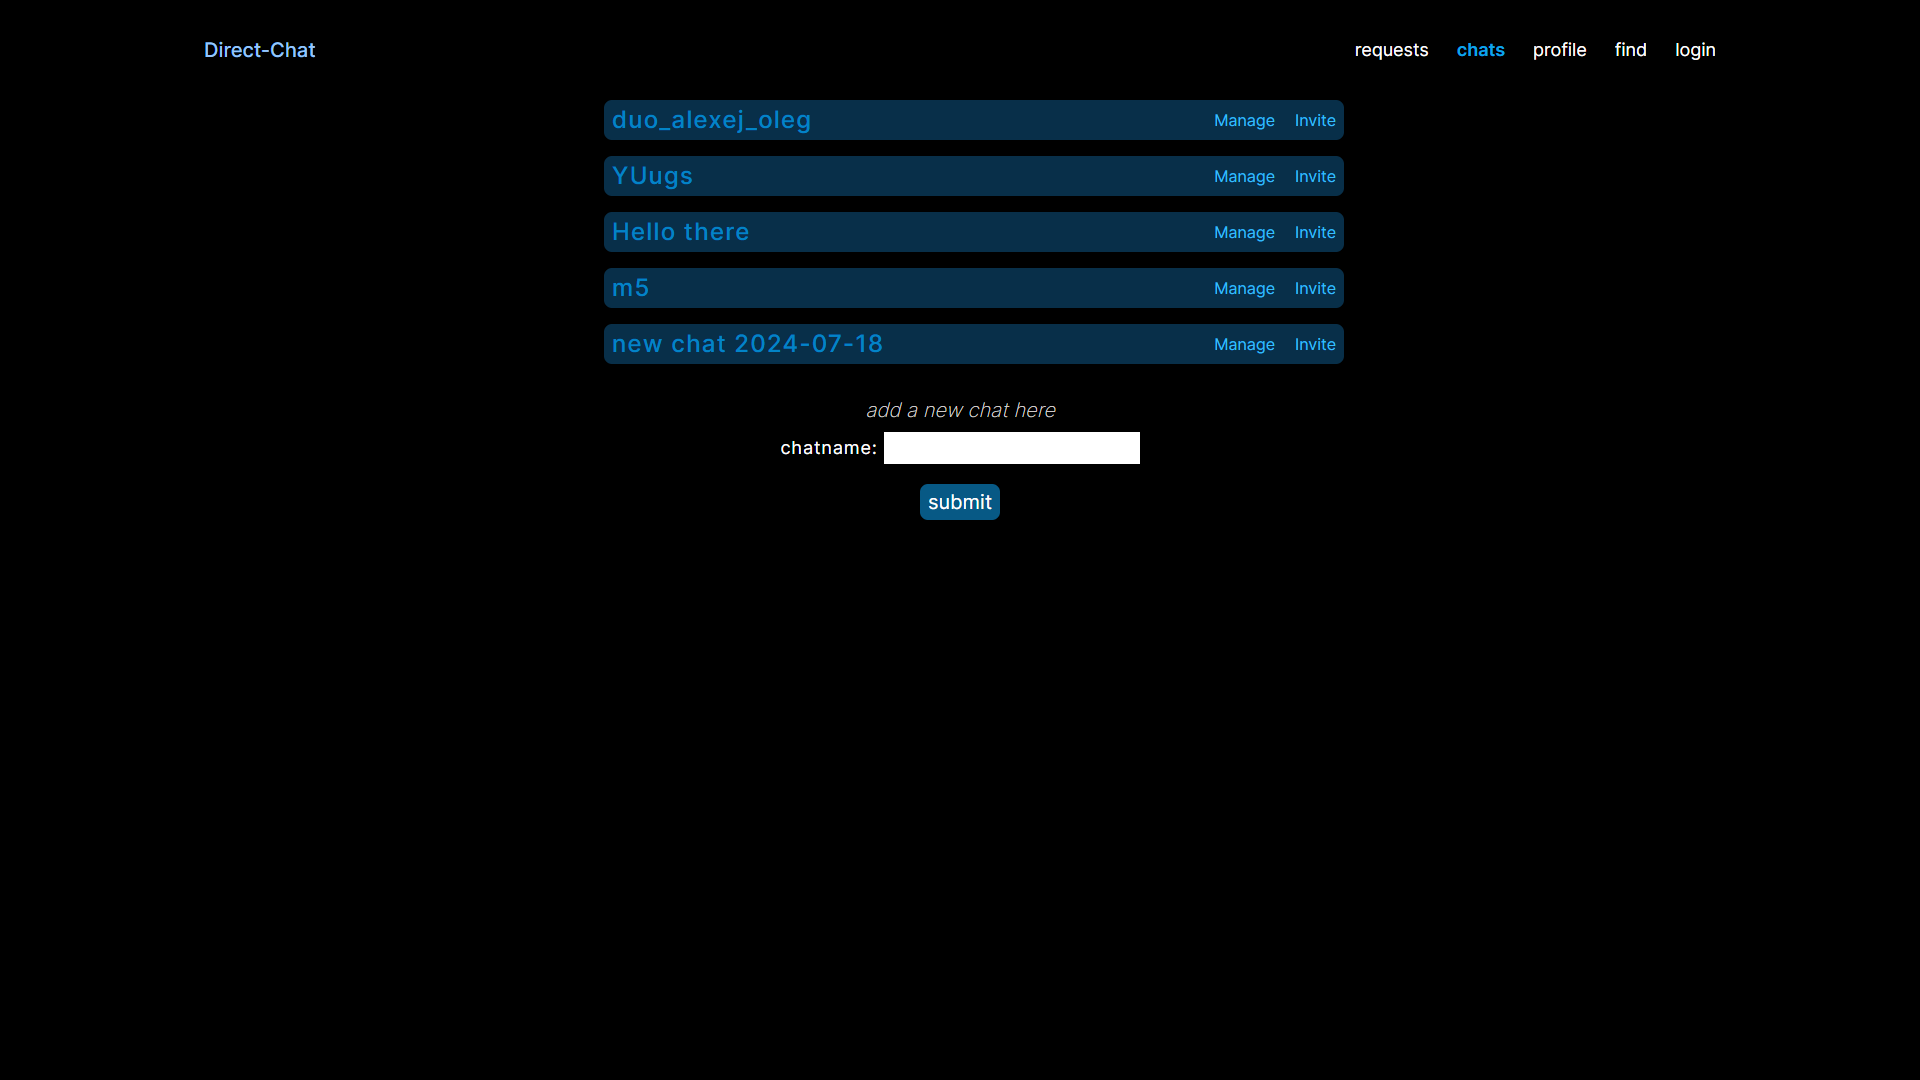 Direct-Chat requests chats profile find login
duo_alexej_oleg Manage Invite
YUugs Manage Invite
Hello there Manage Invite
m5 Manage Invite
new chat 2024-07-18 Manage Invite
add a new chat here
chatname:
submit